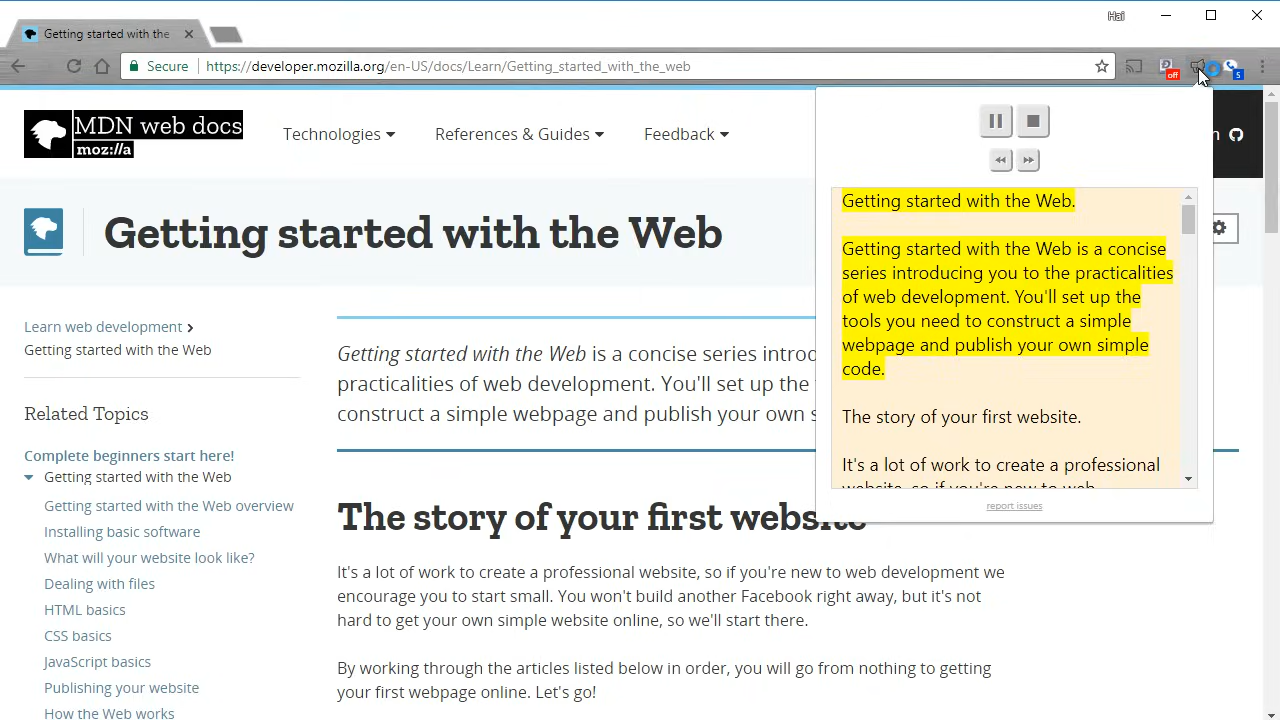 Hai
Getting started with the
Secure
https://developer.mozilla.org/en-US/docs/Learn/Getting_started_with_the_web
off
5
MDN web docs
moz://a
Technologies
References & Guides
Feedback
Getting started with the Web
Learn web development
Getting started with the Web
Related Topics
Complete beginners start here!
Getting started with the Web
Getting started with the Web overview
Installing basic software
What will your website look like?
Dealing with files
HTML basics
CSS basics
JavaScript basics
Publishing your website
How the Web works
Getting started with the Web is a concise series introd
practicalities of web development. You'll set up the
construct a simple webpage and publish your own s
The story of your first website
It's a lot of work to create a professional website, so if you're new to web development we
encourage you to start small. You won't build another Facebook right away, but it's not
hard to get your own simple website online, so we'll start there.
By working through the articles listed below in order, you will go from nothing to getting
your first webpage online. Let's go!
Getting started with the Web.
Getting started with the Web is a concise
series introducing you to the practicalities
of web development. You'll set up the
tools you need to construct a simple
webpage and publish your own simple
code.
The story of your first website.
It's a lot of work to create a professional
website, so if you're new to web
report issues